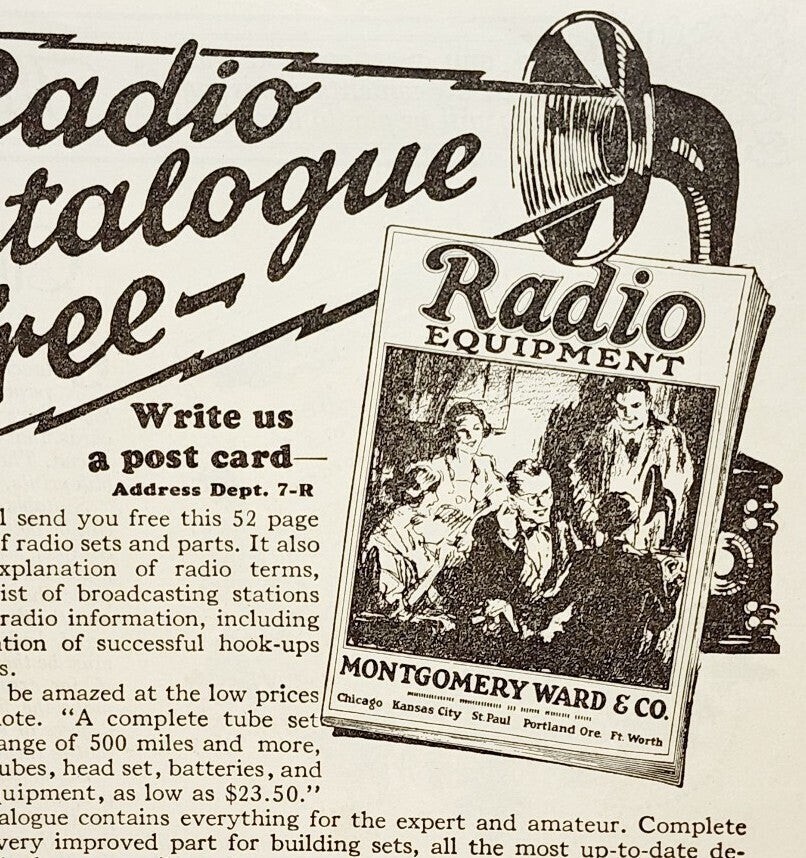 Radio
Catalogue
Free—
Write us
a post card—
Address Dept. 7-R
l send you free this 52 page
f radio sets and parts. It also
xplanation of radio terms,
ist of broadcasting stations
radio information, including
tion of successful hook-ups
s.
be amazed at the low prices
ote. “A complete tube set
ange of 500 miles and more,
ubes, head set, batteries, and
uipment, as low as $23.50.”
alogue contains everything for the expert and amateur. Complete
very improved part for building sets, all the most up-to-date de-
Radio
EQUIPMENT
MONTGOMERY WARD & CO.
Chicago Kansas City St. Paul Portland Ore. Ft. Worth